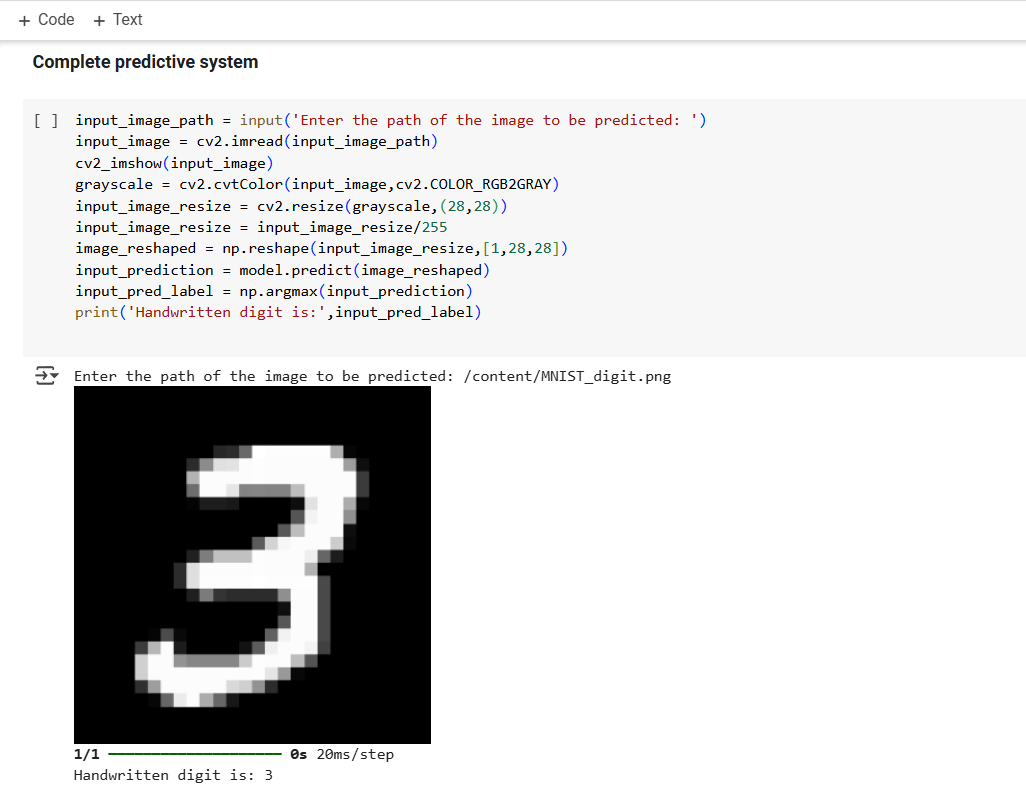 + Code + Text
Complete predictive system
[ ] input_image_path = input('Enter the path of the image to be predicted: ')
input_image = cv2.imread(input_image_path)
cv2_imshow(input_image)
grayscale = cv2.cvtColor(input_image,cv2.COLOR_RGB2GRAY)
input_image_resize = cv2.resize(grayscale,(28,28))
input_image_resize = input_image_resize/255
image_reshaped = np.reshape(input_image_resize,[1,28,28])
input_prediction = model.predict(image_reshaped)
input_pred_label = np.argmax(input_prediction)
print('Handwritten digit is:',input_pred_label)
Enter the path of the image to be predicted: /content/MNIST_digit.png
3
1/1 ━━━━━━━━━━━━━━━━━━━━ 0s 20ms/step
Handwritten digit is: 3